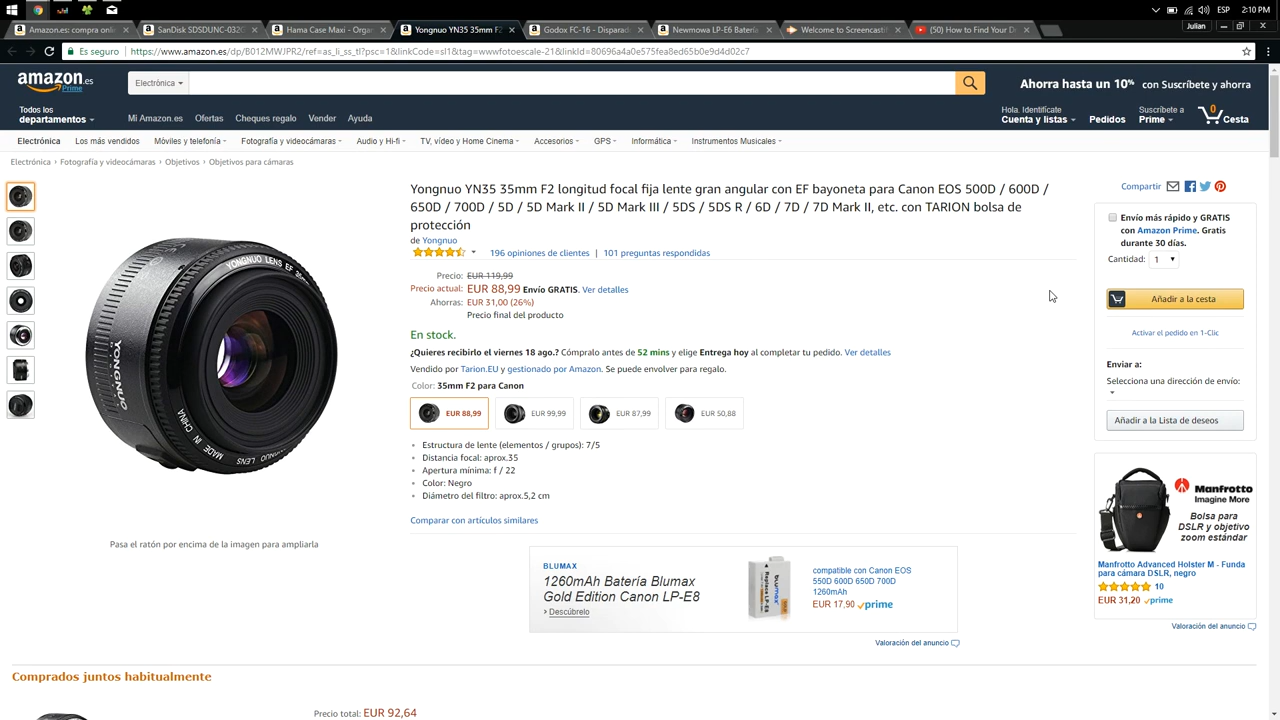 ESP 2:10 PM
Amazon.es: compra onli
SanDisk SDSDUNC-032G
Hama Case Maxi - Organ
Yongnuo YN35 35mm F2
Godox FC-16 - Disparad
Newmowa LP-E6 Batería
Welcome to Screencasti
(50) How to Find Your D
Julian
Es seguro https://www.amazon.es/dp/B012MWJPR2/ref=as_li_ss_tl?psc=1&linkCode=sl1&tag=wwwfotoescale-21&linkId=80696a4a0e575fea8ed65b0e9d4d02c7
amazon.es
Prime
Electrónica
Ahorra hasta un 10% con Suscríbete y ahorra
Todos los
departamentos
Mi Amazon.es Ofertas Cheques regalo Vender Ayuda
Hola. Identifícate
Cuenta y listas
Pedidos
Suscríbete a
Prime
0
Cesta
Electrónica Los más vendidos Móviles y telefonía Fotografía y videocámaras Audio y Hi-fi TV, vídeo y Home Cinema Accesorios GPS Informática Instrumentos Musicales
Electrónica › Fotografía y videocámaras › Objetivos › Objetivos para cámaras
Yongnuo YN35 35mm F2 longitud focal fija lente gran angular con EF bayoneta para Canon EOS 500D / 600D /
650D / 700D / 5D / 5D Mark II / 5D Mark III / 5DS / 5DS R / 6D / 7D / 7D Mark II, etc. con TARION bolsa de
protección
de Yongnuo
196 opiniones de clientes | 101 preguntas respondidas
Precio: EUR 119,99
Precio actual: EUR 88,99 Envío GRATIS. Ver detalles
Ahorras: EUR 31,00 (26%)
Precio final del producto
En stock.
¿Quieres recibirlo el viernes 18 ago.? Cómpralo antes de 52 mins y elige Entrega hoy al completar tu pedido. Ver detalles
Vendido por Tarion.EU y gestionado por Amazon. Se puede envolver para regalo.
Color: 35mm F2 para Canon
EUR 88,99
EUR 99,99
EUR 87,99
EUR 50,88
Estructura de lente (elementos / grupos): 7/5
Distancia focal: aprox.35
Apertura mínima: f / 22
Color: Negro
Diámetro del filtro: aprox.5,2 cm
Comparar con artículos similares
YONGNUO LENS EF 35
YONGNUO
MADE IN CHINA
YONGNUO LENS
Pasa el ratón por encima de la imagen para ampliarla
Compartir
Envío más rápido y GRATIS
con Amazon Prime. Gratis
durante 30 días.
Cantidad: 1
Añadir a la cesta
Activar el pedido en 1-Clic
Enviar a:
Selecciona una dirección de envío:
Añadir a la Lista de deseos
Manfrotto
Imagine More
Bolsa para
DSLR y objetivo
zoom estándar
Manfrotto Advanced Holster M - Funda
para cámara DSLR, negro
10
EUR 31,20 prime
Valoración del anuncio
BLUMAX
1260mAh Batería Blumax
Gold Edition Canon LP-E8
› Descúbrelo
blumax
Replace LP-E8
compatible con Canon EOS
550D 600D 650D 700D
1260mAh
EUR 17,90 prime
Valoración del anuncio
Comprados juntos habitualmente
Precio total: EUR 92,64